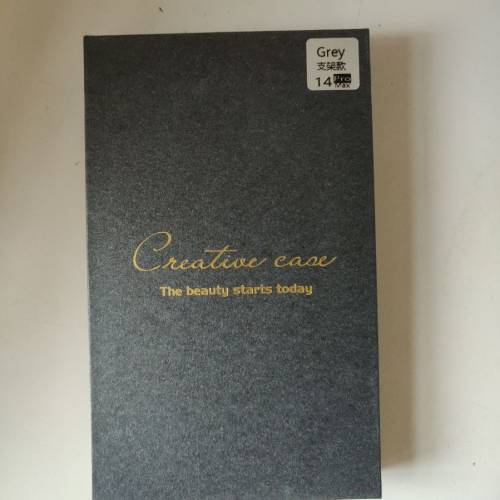 Grey
支架款
14 Pro Max
Creative case
The beauty starts today